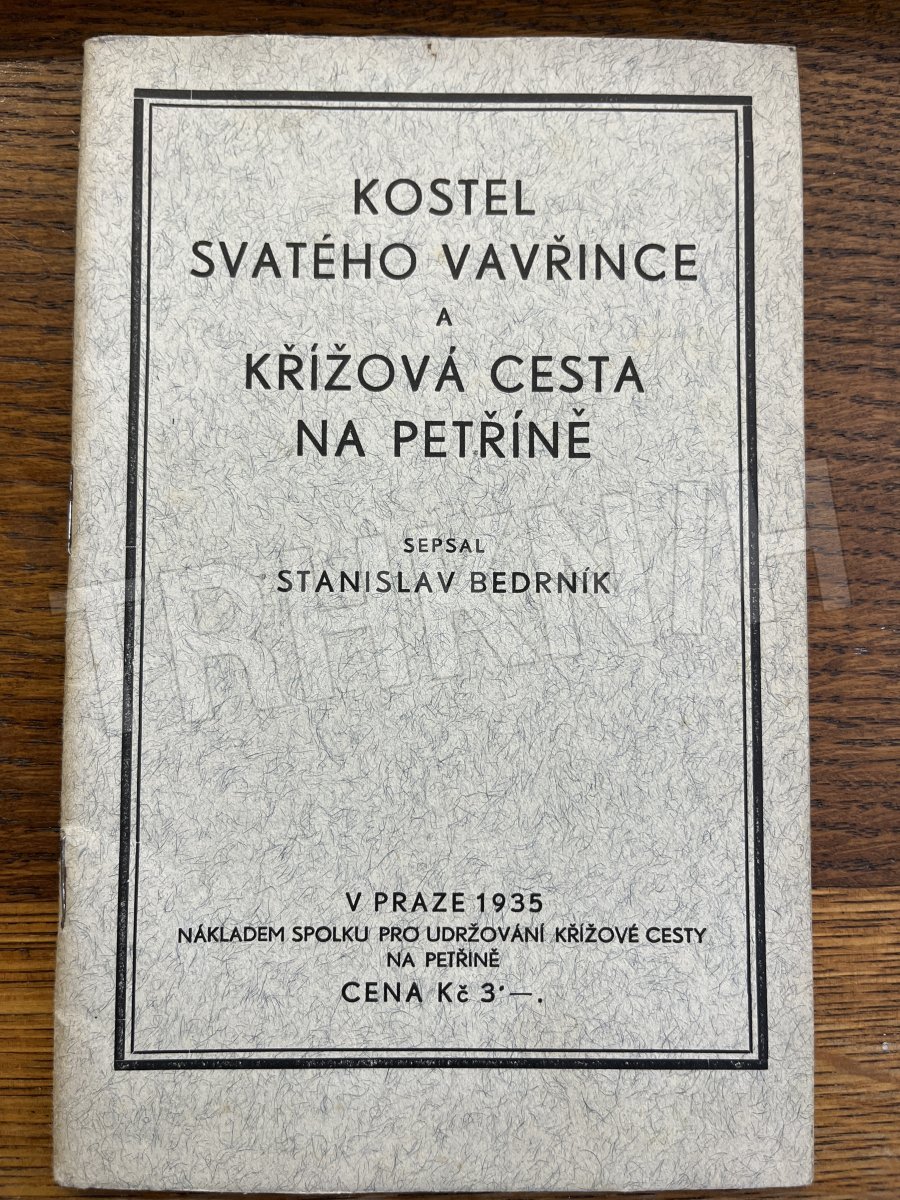 KOSTEL
SVATÉHO VAVŘINCE
A
KŘÍŽOVÁ CESTA
NA PETŘÍNĚ
SEPSAL
STANISLAV BEDRNÍK
TRHKNIH
V PRAZE 1935
NÁKLADEM SPOLKU PRO UDRŽOVÁNÍ KŘÍŽOVÉ CESTY
NA PETŘÍNĚ
CENA Kč 3˙—.